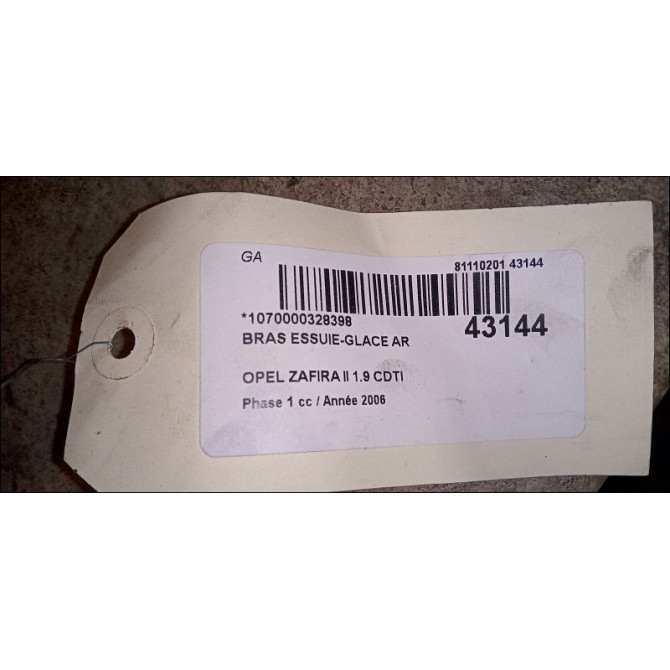 GA
81110201 43144
*1070000328398
43144
BRAS ESSUIE-GLACE AR
OPEL ZAFIRA II 1.9 CDTI
Phase 1 cc / Année 2006